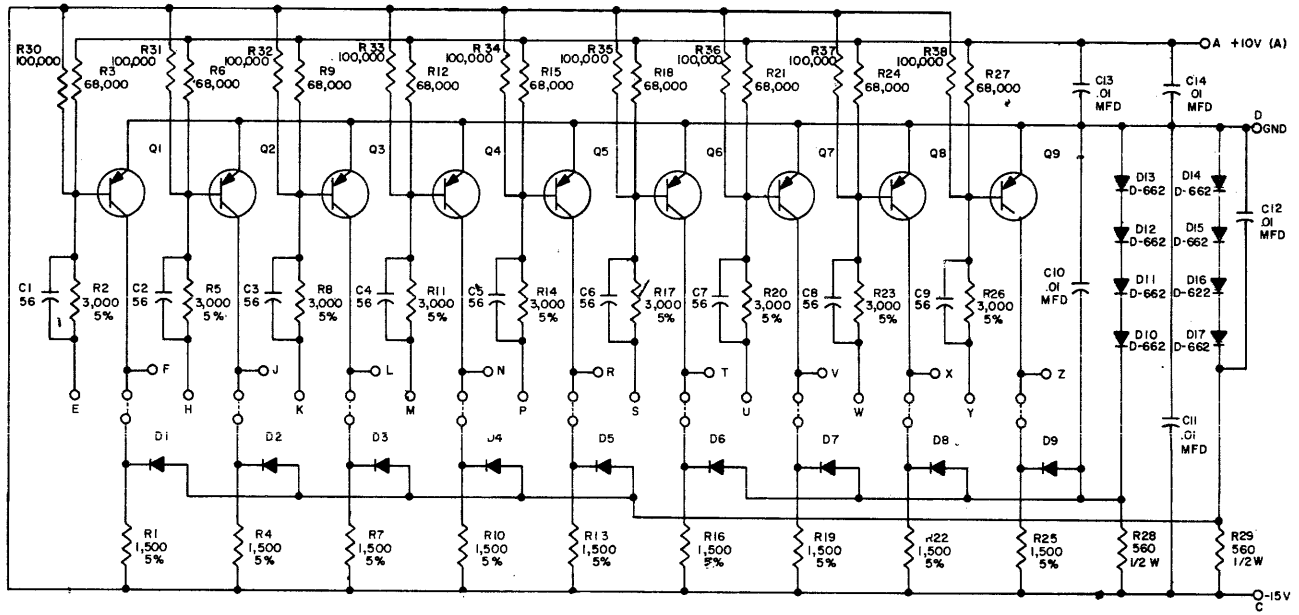 R30
100,000
R31
100,000
R32
100,000
R33
100,000
R34
100,000
R35
100,000
R36
100,000
R37
100,000
R38
100,000
R3
68,000
R6
68,000
R9
68,000
R12
68,000
R15
68,000
R18
68,000
R21
68,000
R24
68,000
R27
68,000
A +10V (A)
C13
.01
MFD
C14
.01
MFD
D
GND
Q1
Q2
Q3
Q4
Q5
Q6
Q7
Q8
Q9
D13
D-662
D14
D-662
D12
D-662
D15
D-662
D11
D-662
D16
D-622
D10
D-662
D17
D-662
C12
.01
MFD
C10
.01
MFD
C11
.01
MFD
C1
56
R2
3,000
5%
C2
56
R5
3,000
5%
C3
56
R8
3,000
5%
C4
56
R11
3,000
5%
C5
56
R14
3,000
5%
C6
56
R17
3,000
5%
C7
56
R20
3,000
5%
C8
56
R23
3,000
5%
C9
56
R26
3,000
5%
F
J
L
N
R
T
V
X
Z
E
H
K
M
P
S
U
W
Y
D1
D2
D3
D4
D5
D6
D7
D8
D9
R1
1,500
5%
R4
1,500
5%
R7
1,500
5%
R10
1,500
5%
R13
1,500
5%
R16
1,500
5%
R19
1,500
5%
R22
1,500
5%
R25
1,500
5%
R28
560
1/2 W
R29
560
1/2W
-15V
C